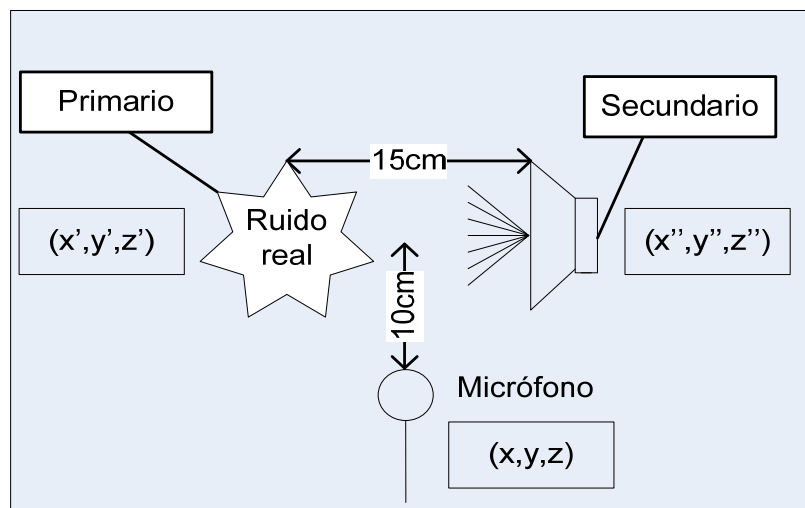 Primario
Secundario
15cm
Ruido
real
(x’,y’,z’)
(x’’,y’’,z’’)
10cm
Micrófono
(x,y,z)